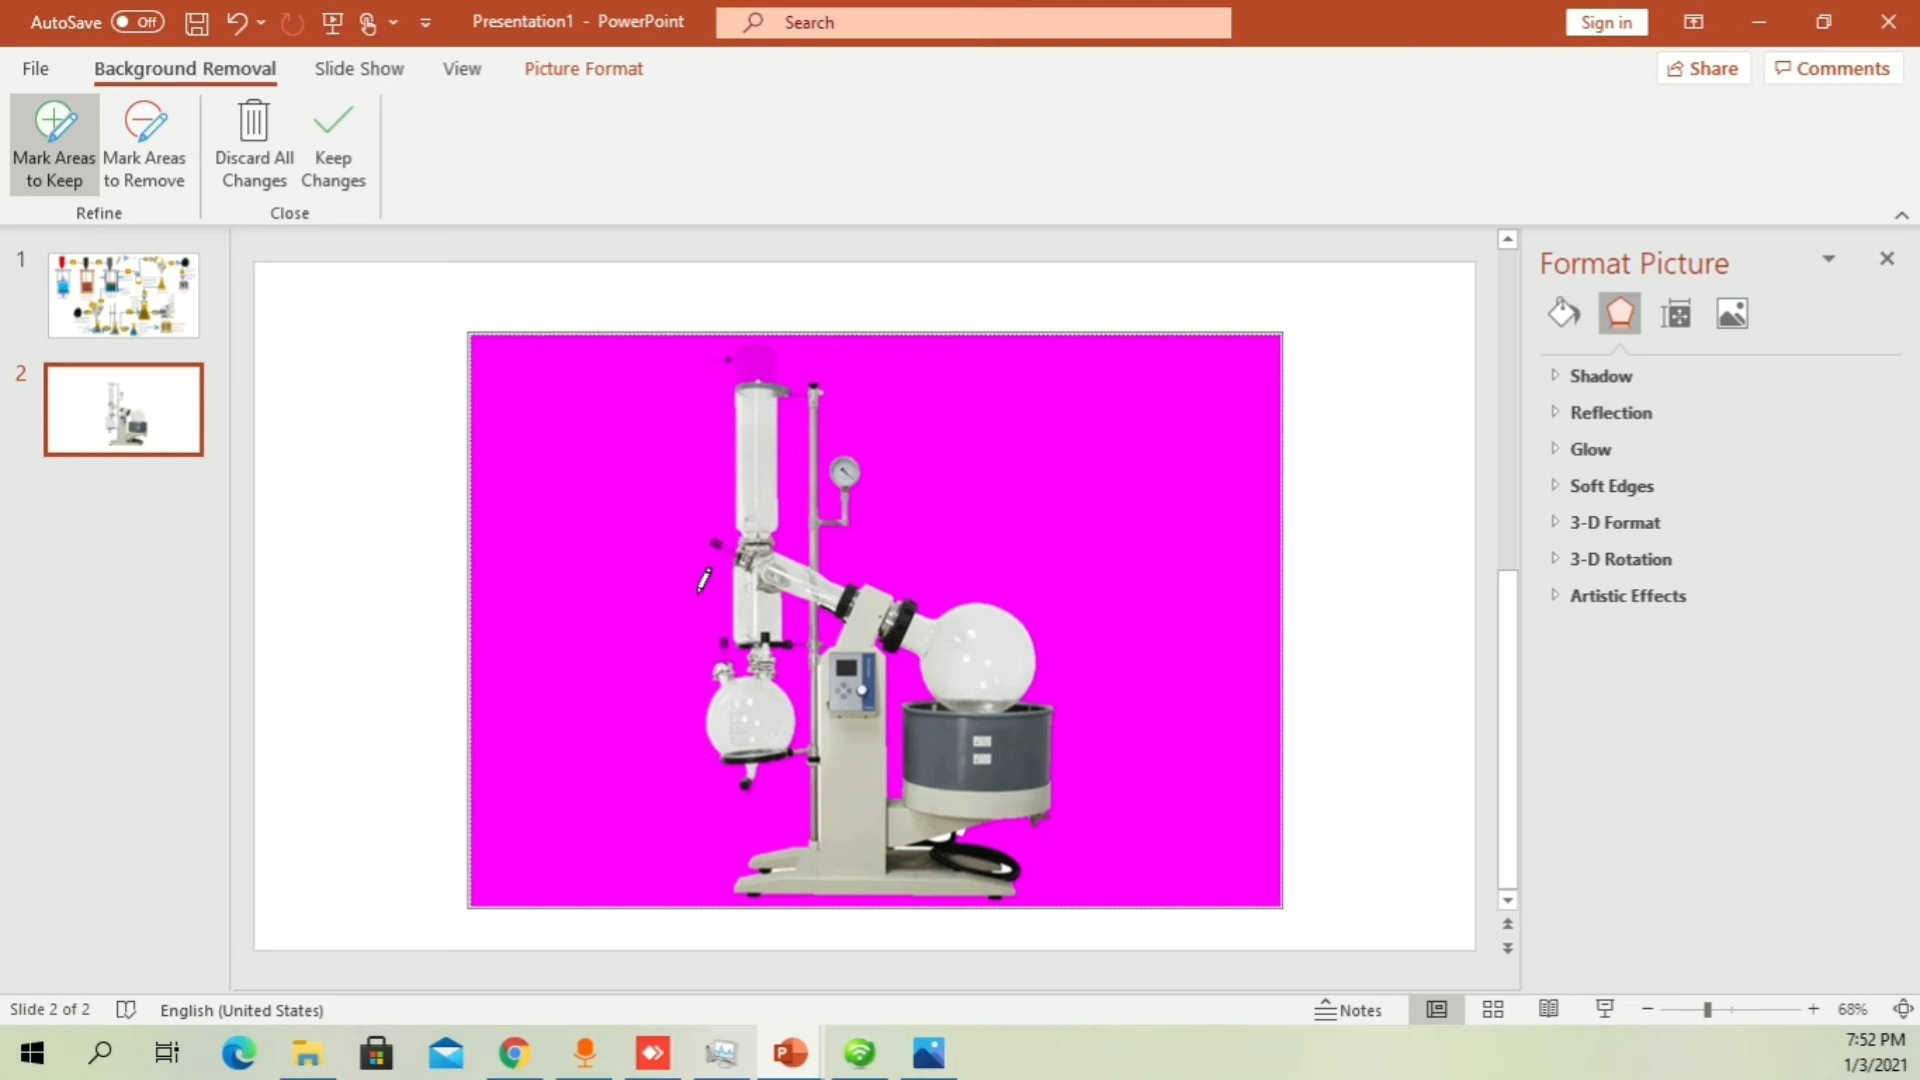 AutoSave Off Presentation1 - PowerPoint Search Sign in
File Background Removal Slide Show View Picture Format Share Comments
Mark Areas to Keep
Mark Areas to Remove
Discard All Changes
Keep Changes
Refine Close
1
2
Format Picture
Shadow
Reflection
Glow
Soft Edges
3-D Format
3-D Rotation
Artistic Effects
Slide 2 of 2 English (United States) Notes 68%
7:52 PM
1/3/2021